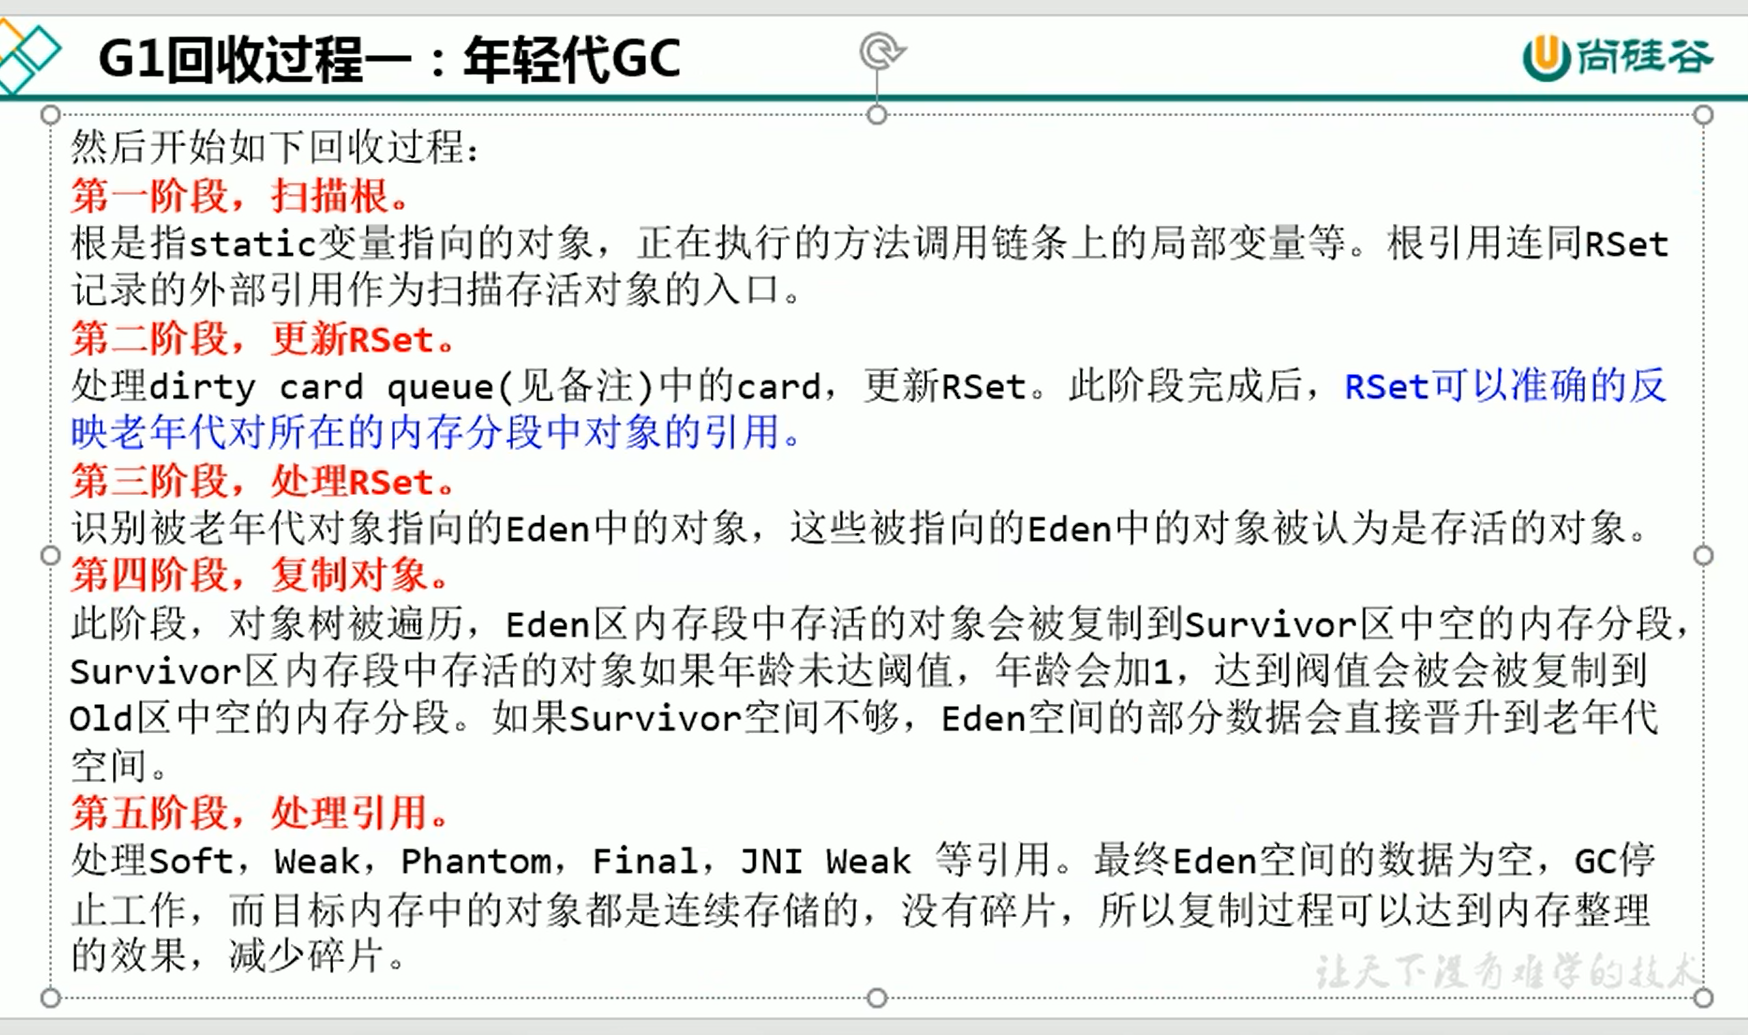 G1回收过程一：年轻代GC
尚硅谷
然后开始如下回收过程：
第一阶段，扫描根。
根是指static变量指向的对象，正在执行的方法调用链条上的局部变量等。根引用连同RSet
记录的外部引用作为扫描存活对象的入口。
第二阶段，更新RSet。
处理dirty card queue(见备注)中的card，更新RSet。此阶段完成后，RSet可以准确的反
映老年代对所在的内存分段中对象的引用。
第三阶段，处理RSet。
识别被老年代对象指向的Eden中的对象，这些被指向的Eden中的对象被认为是存活的对象。
第四阶段，复制对象。
此阶段，对象树被遍历，Eden区内存段中存活的对象会被复制到Survivor区中空的内存分段，
Survivor区内存段中存活的对象如果年龄未达阈值，年龄会加1，达到阀值会被会被复制到
Old区中空的内存分段。如果Survivor空间不够，Eden空间的部分数据会直接晋升到老年代
空间。
第五阶段，处理引用。
处理Soft，Weak，Phantom，Final，JNI Weak 等引用。最终Eden空间的数据为空，GC停
止工作，而目标内存中的对象都是连续存储的，没有碎片，所以复制过程可以达到内存整理
的效果，减少碎片。
让天下没有难学的技术